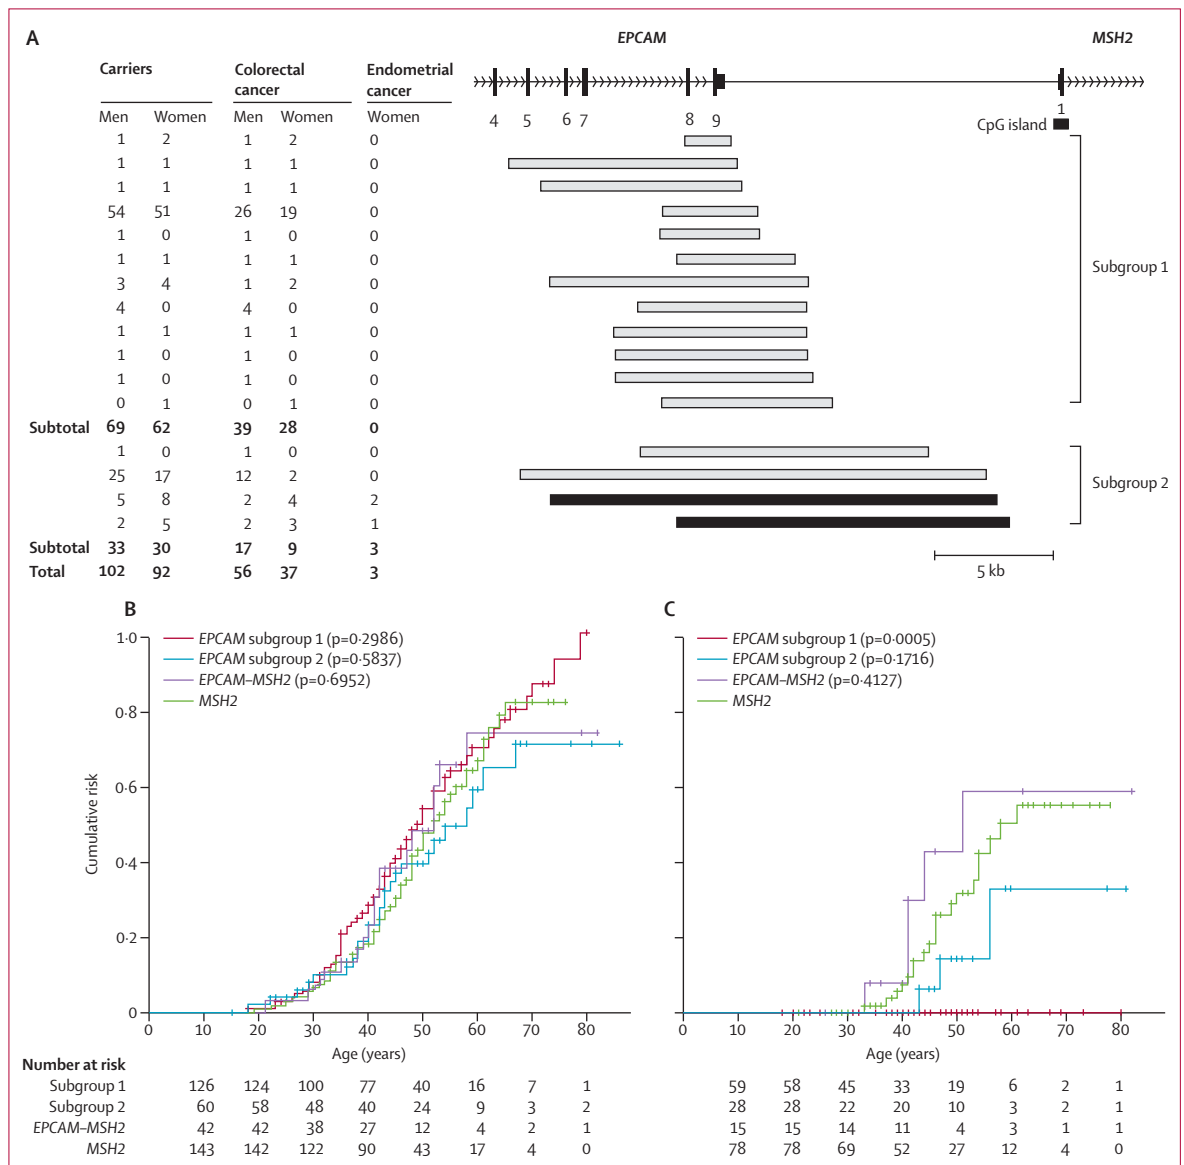 A
EPCAM MSH2
Carriers Colorectal cancer Endometrial cancer
Men Women Men Women Women
4 5 6 7 8 9 1
CpG island
1 2 1 2 0
1 1 1 1 0
1 1 1 1 0
54 51 26 19 0
1 0 1 0 0
1 1 1 1 0
Subgroup 1
3 4 1 2 0
4 0 4 0 0
1 1 1 1 0
1 0 1 0 0
1 0 1 0 0
0 1 0 1 0
Subtotal 69 62 39 28 0
1 0 1 0 0
25 17 12 2 0
Subgroup 2
5 8 2 4 2
2 5 2 3 1
Subtotal 33 30 17 9 3
Total 102 92 56 37 3
5 kb
B
EPCAM subgroup 1 (p=0·2986)
EPCAM subgroup 2 (p=0·5837)
EPCAM–MSH2 (p=0·6952)
MSH2
1·0
0·8
0·6
0·4
0·2
0
Cumulative risk
0 10 20 30 40 50 60 70 80
Age (years)
C
EPCAM subgroup 1 (p=0·0005)
EPCAM subgroup 2 (p=0·1716)
EPCAM–MSH2 (p=0·4127)
MSH2
0 10 20 30 40 50 60 70 80
Age (years)
Number at risk
Subgroup 1 126 124 100 77 40 16 7 1 59 58 45 33 19 6 2 1
Subgroup 2 60 58 48 40 24 9 3 2 28 28 22 20 10 3 2 1
EPCAM–MSH2 42 42 38 27 12 4 2 1 15 15 14 11 4 3 1 1
MSH2 143 142 122 90 43 17 4 0 78 78 69 52 27 12 4 0